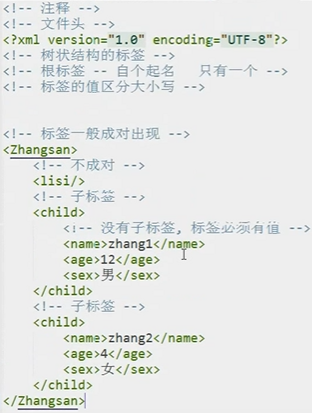 <!-- 注释 -->
<!-- 文件头 -->
<?xml version="1.0" encoding="UTF-8"?>
<!-- 树状结构的标签 -->
<!-- 根标签 -- 自个起名   只有一个 -->
<!-- 标签的值区分大小写 -->
<!-- 标签一般成对出现 -->
<Zhangsan>
<!-- 不成对 -->
<lisi/>
<!-- 子标签 -->
<child>
<!-- 没有子标签, 标签必须有值 -->
<name>zhang1</name>
<age>12</age>
<sex>男</sex>
</child>
<!-- 子标签 -->
<child>
<name>zhang2</name>
<age>4</age>
<sex>女</sex>
</child>
</Zhangsan>